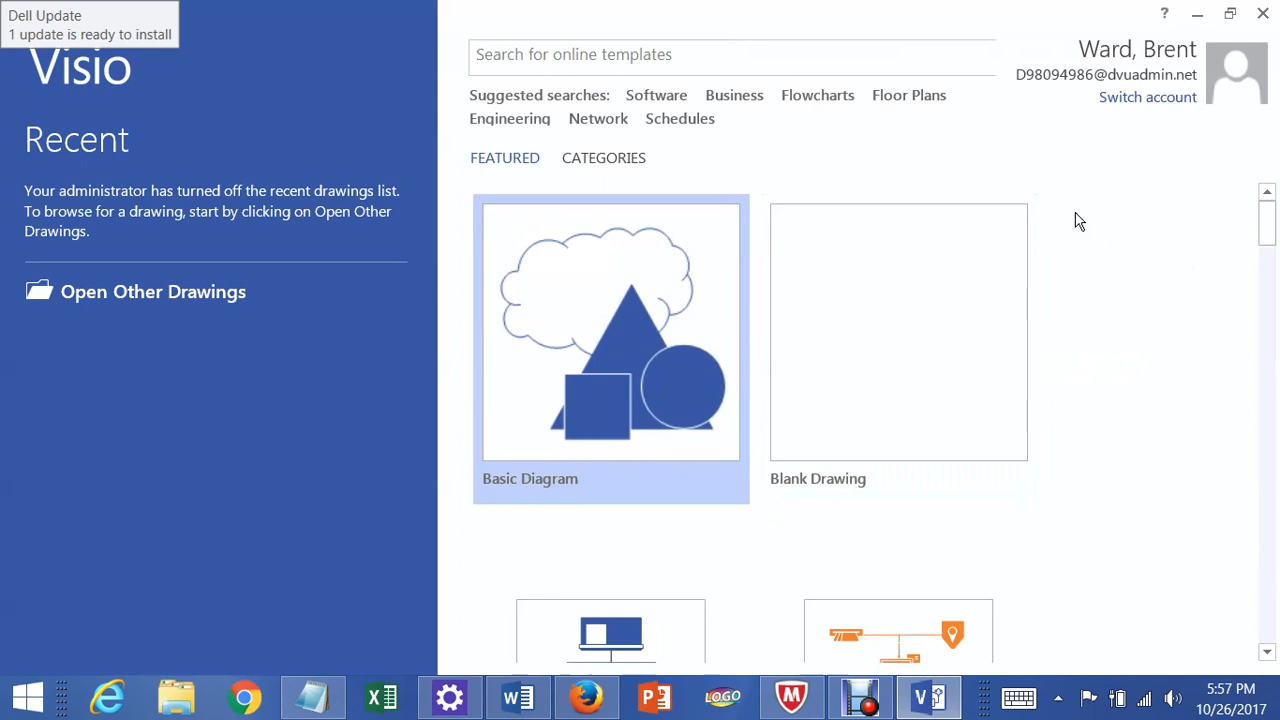 Dell Update
1 update is ready to install
Visio
Recent
Your administrator has turned off the recent drawings list.
To browse for a drawing, start by clicking on Open Other
Drawings.
Open Other Drawings
?
Search for online templates
Ward, Brent
D98094986@dvuadmin.net
Switch account
Suggested searches: Software Business Flowcharts Floor Plans
Engineering Network Schedules
FEATURED CATEGORIES
Basic Diagram
Blank Drawing
LOGO
5:57 PM
10/26/2017